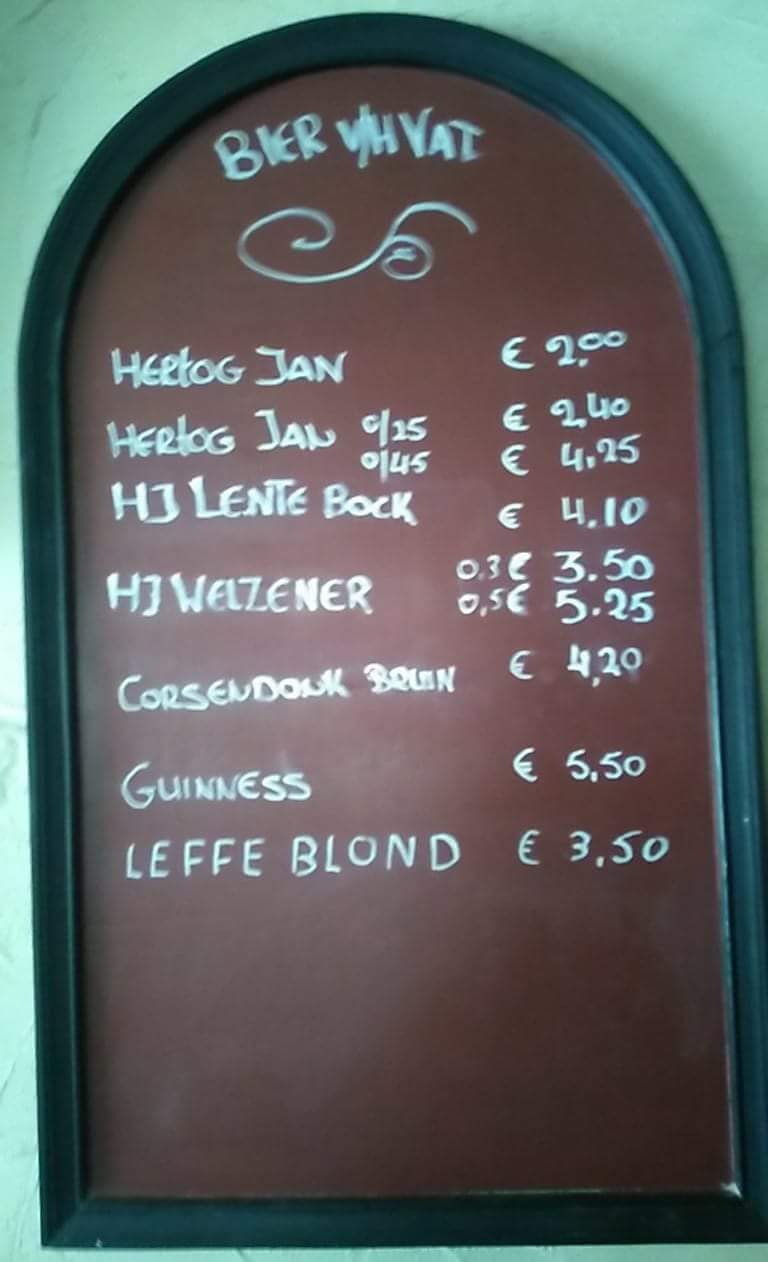 BIER V/H VAT
HERTOG JAN € 2,00
HERTOG JAN 0/25 € 2,40
0/45 € 4,25
HJ LENTE BOCK € 4.10
HJ WEIZENER 0.3 € 3.50
0,5 € 5.25
CORSENDONK BRUIN € 4,20
GUINNESS € 5,50
LEFFE BLOND € 3,50